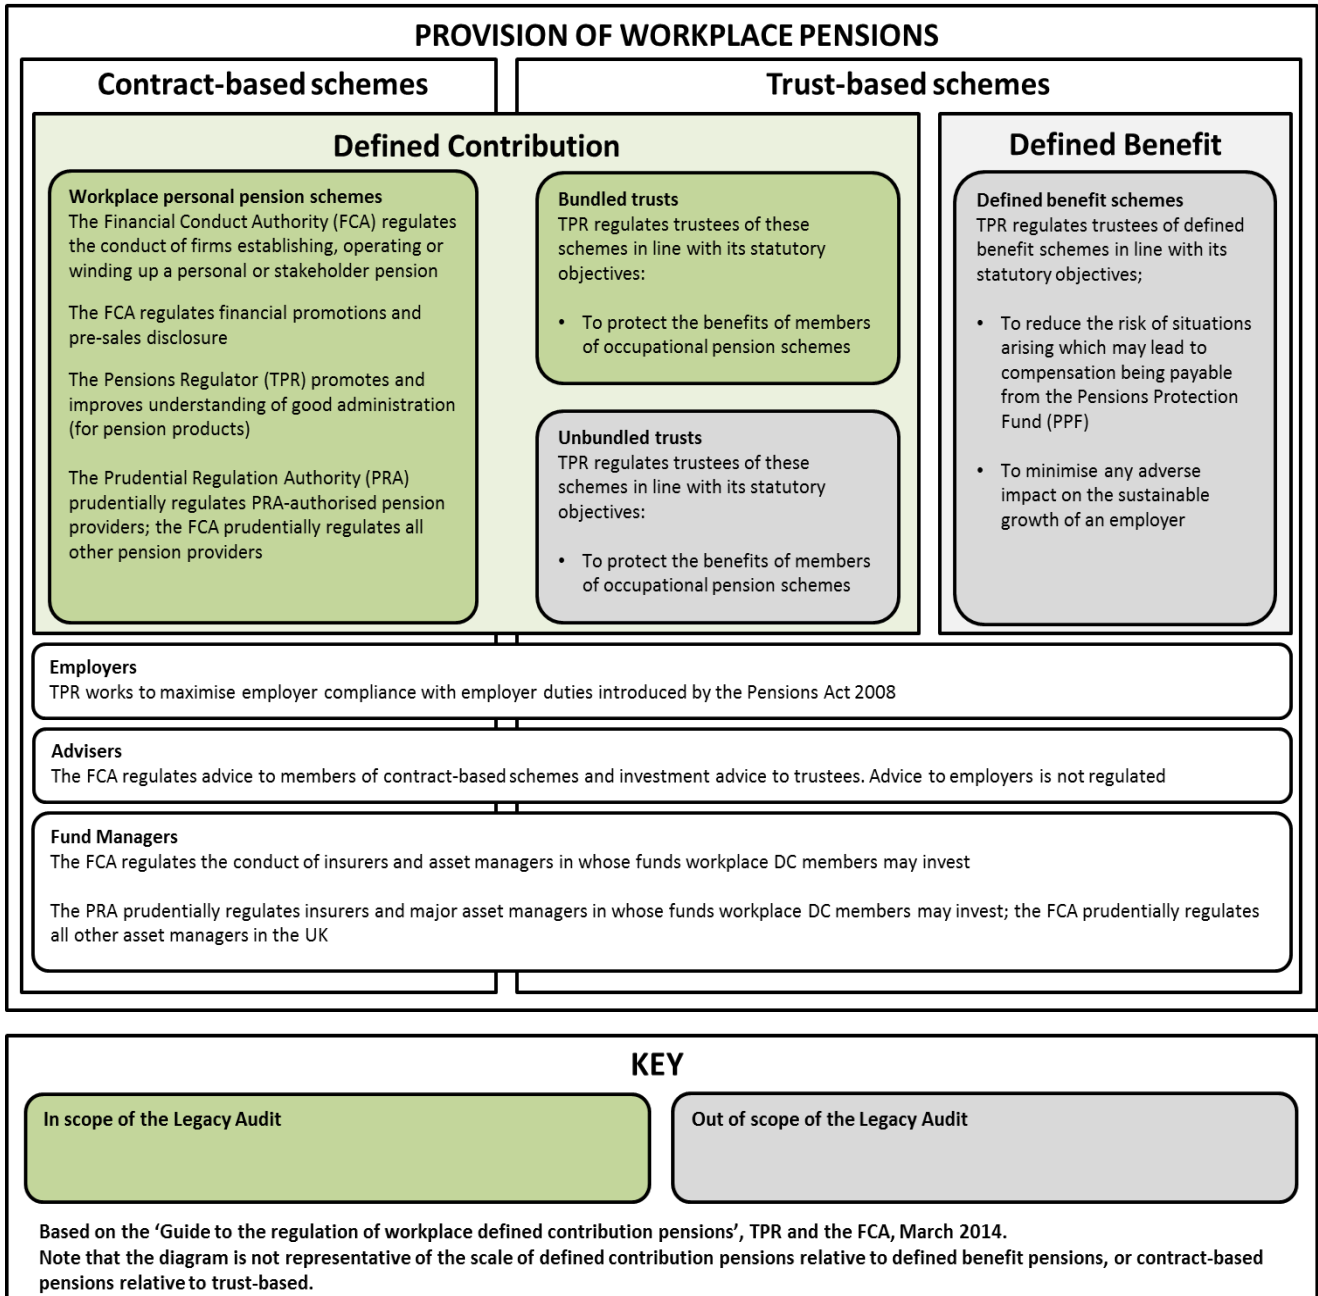 PROVISION OF WORKPLACE PENSIONS
Contract-based schemes
Trust-based schemes
Defined Contribution
Defined Benefit
Workplace personal pension schemes
The Financial Conduct Authority (FCA) regulates
the conduct of firms establishing, operating or
winding up a personal or stakeholder pension
The FCA regulates financial promotions and
pre-sales disclosure
The Pensions Regulator (TPR) promotes and
improves understanding of good administration
(for pension products)
The Prudential Regulation Authority (PRA)
prudentially regulates PRA-authorised pension
providers; the FCA prudentially regulates all
other pension providers
Bundled trusts
TPR regulates trustees of these
schemes in line with its statutory
objectives:
• To protect the benefits of members
of occupational pension schemes
Unbundled trusts
TPR regulates trustees of these
schemes in line with its statutory
objectives:
• To protect the benefits of members
of occupational pension schemes
Defined benefit schemes
TPR regulates trustees of defined
benefit schemes in line with its
statutory objectives;
• To reduce the risk of situations
arising which may lead to
compensation being payable
from the Pensions Protection
Fund (PPF)
• To minimise any adverse
impact on the sustainable
growth of an employer
Employers
TPR works to maximise employer compliance with employer duties introduced by the Pensions Act 2008
Advisers
The FCA regulates advice to members of contract-based schemes and investment advice to trustees. Advice to employers is not regulated
Fund Managers
The FCA regulates the conduct of insurers and asset managers in whose funds workplace DC members may invest
The PRA prudentially regulates insurers and major asset managers in whose funds workplace DC members may invest; the FCA prudentially regulates
all other asset managers in the UK
KEY
In scope of the Legacy Audit
Out of scope of the Legacy Audit
Based on the ‘Guide to the regulation of workplace defined contribution pensions’, TPR and the FCA, March 2014.
Note that the diagram is not representative of the scale of defined contribution pensions relative to defined benefit pensions, or contract-based
pensions relative to trust-based.